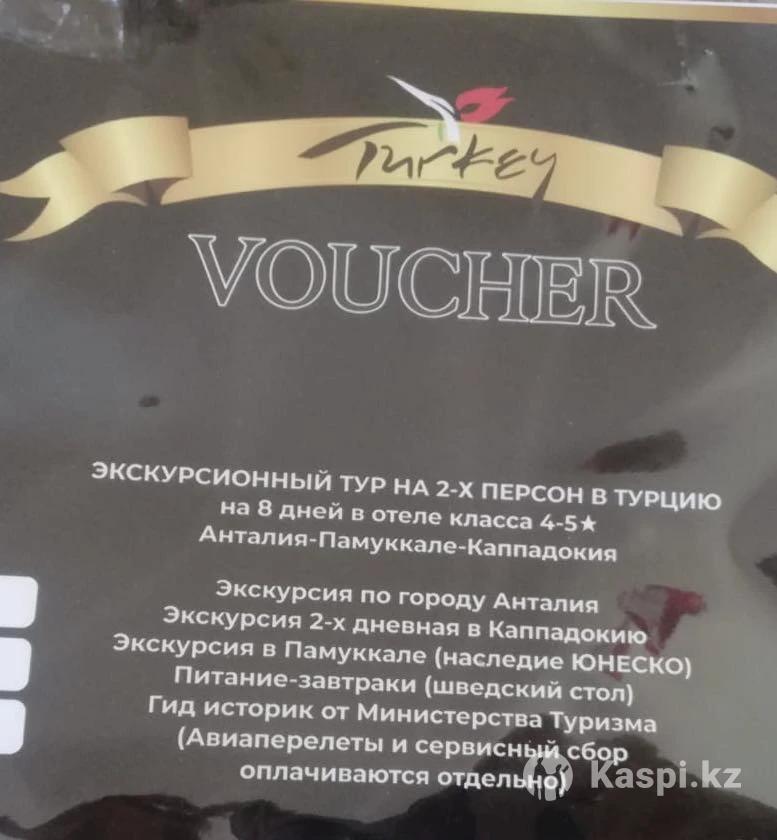 Turkey
VOUCHER
ЭКСКУРСИОННЫЙ ТУР НА 2-Х ПЕРСОН В ТУРЦИЮ
на 8 дней в отеле класса 4-5★
Анталия-Памуккале-Каппадокия
Экскурсия по городу Анталия
Экскурсия 2-х дневная в Каппадокию
Экскурсия в Памуккале (наследие ЮНЕСКО)
Питание-завтраки (шведский стол)
Гид историк от Министерства Туризма
(Авиаперелеты и сервисный сбор
оплачиваются отдельно)
Kaspi.kz